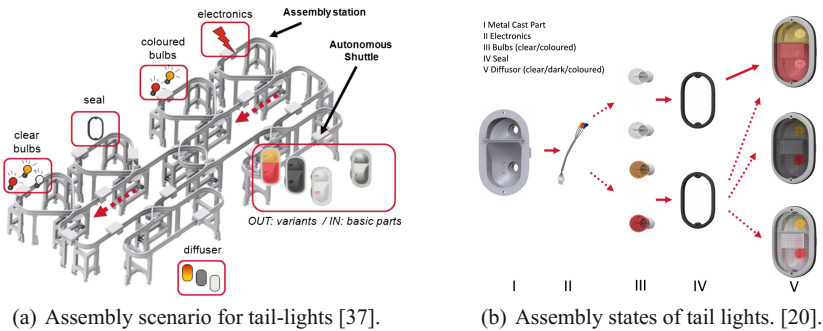 electronics
Assembly station
coloured
bulbs
Autonomous
Shuttle
seal
clear
bulbs
OUT: variants / IN: basic parts
diffuser
(a) Assembly scenario for tail-lights [37].
I Metal Cast Part
II Electronics
III Bulbs (clear/coloured)
IV Seal
V Diffusor (clear/dark/coloured)
I II III IV V
(b) Assembly states of tail lights. [20].